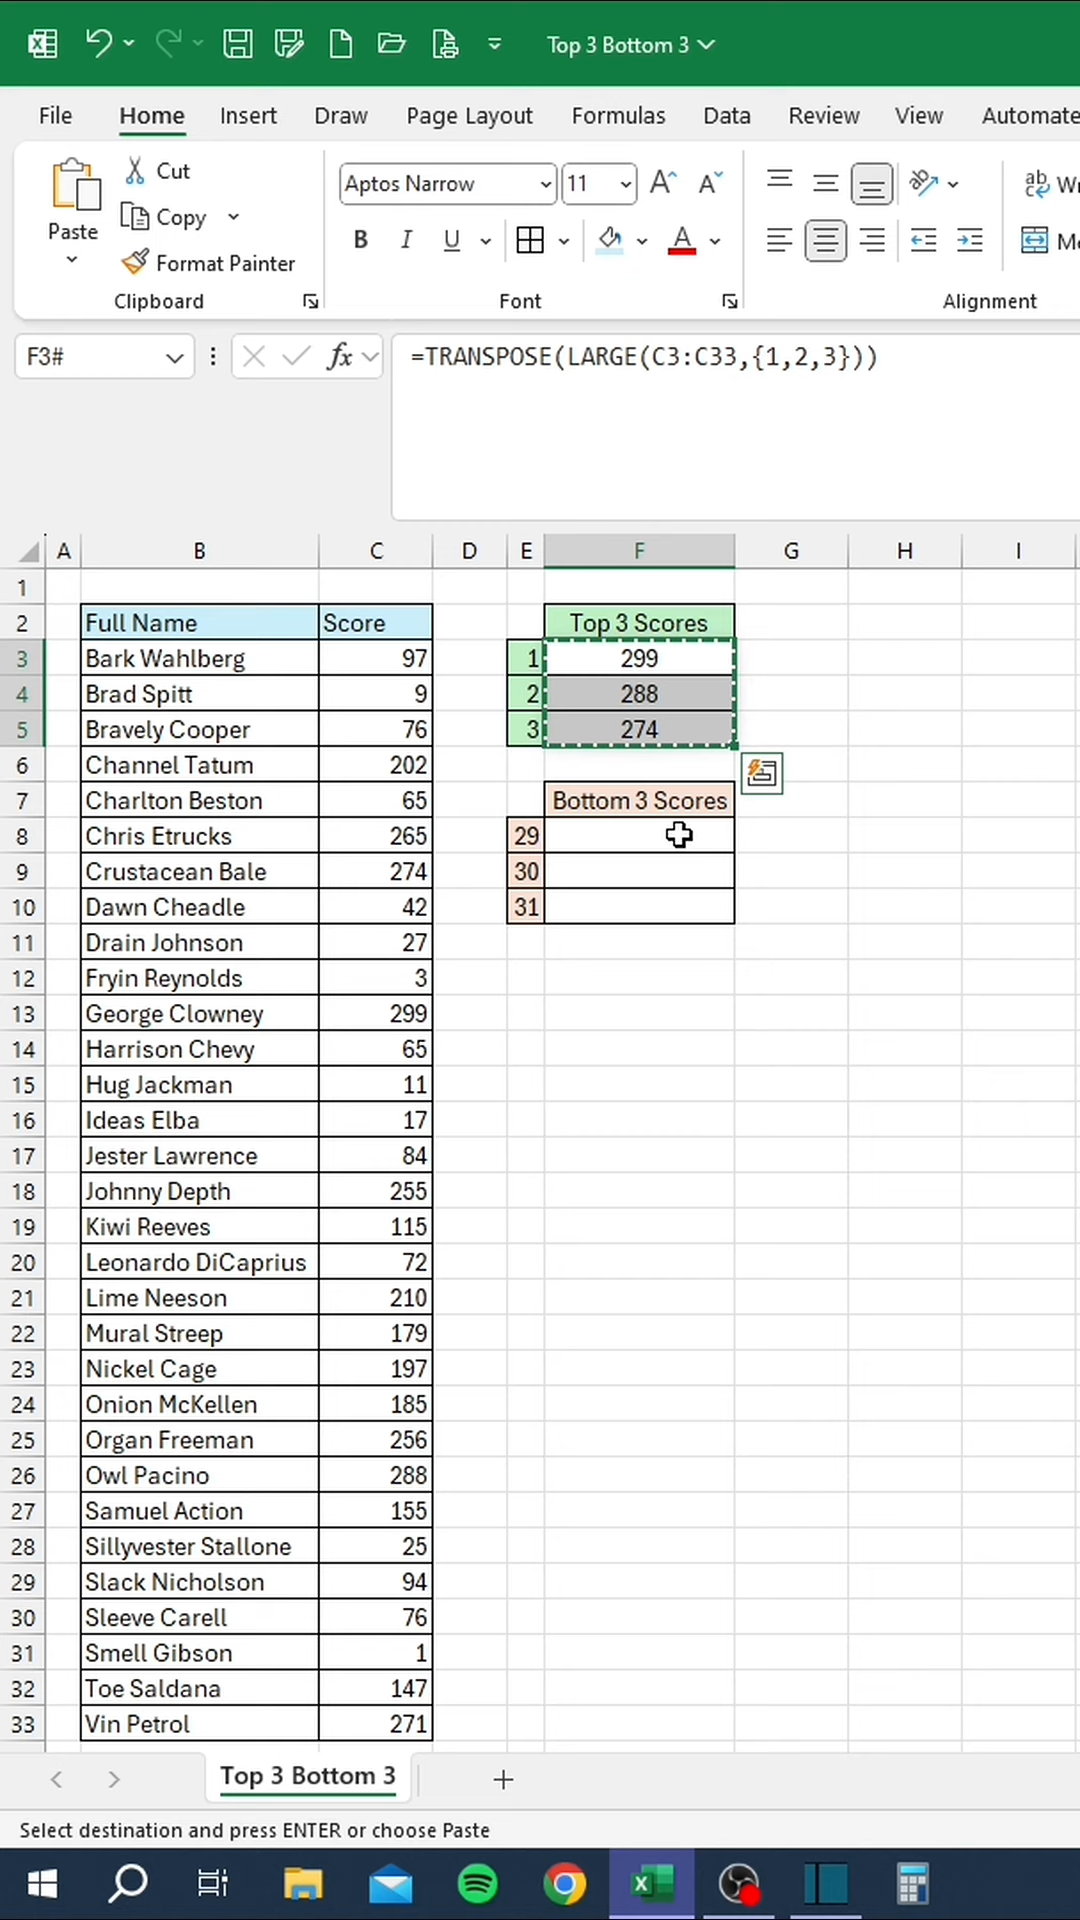 Top 3 Bottom 3
File Home Insert Draw Page Layout Formulas Data Review View Automate
Paste
Cut
Copy
Format Painter
Clipboard
Aptos Narrow 11
B I U
Font
ab
Alignment
F3# fx =TRANSPOSE(LARGE(C3:C33,{1,2,3}))
A B C D E F G H I
1
2 Full Name Score Top 3 Scores
3 Bark Wahlberg 97 1 299
4 Brad Spitt 9 2 288
5 Bravely Cooper 76 3 274
6 Channel Tatum 202
7 Charlton Beston 65 Bottom 3 Scores
8 Chris Etrucks 265 29
9 Crustacean Bale 274 30
10 Dawn Cheadle 42 31
11 Drain Johnson 27
12 Fryin Reynolds 3
13 George Clowney 299
14 Harrison Chevy 65
15 Hug Jackman 11
16 Ideas Elba 17
17 Jester Lawrence 84
18 Johnny Depth 255
19 Kiwi Reeves 115
20 Leonardo DiCaprius 72
21 Lime Neeson 210
22 Mural Streep 179
23 Nickel Cage 197
24 Onion McKellen 185
25 Organ Freeman 256
26 Owl Pacino 288
27 Samuel Action 155
28 Sillyvester Stallone 25
29 Slack Nicholson 94
30 Sleeve Carell 76
31 Smell Gibson 1
32 Toe Saldana 147
33 Vin Petrol 271
Top 3 Bottom 3
Select destination and press ENTER or choose Paste